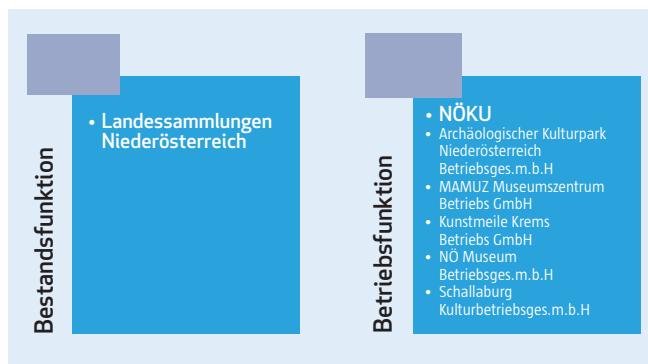 Bestandsfunktion
• Landessammlungen
Niederösterreich
Betriebsfunktion
• NÖKU
• Archäologischer Kulturpark
Niederösterreich
Betriebsges.m.b.H
• MAMUZ Museumszentrum
Betriebs GmbH
• Kunstmeile Krems
Betriebs GmbH
• NÖ Museum
Betriebsges.m.b.H
• Schallaburg
Kulturbetriebsges.m.b.H